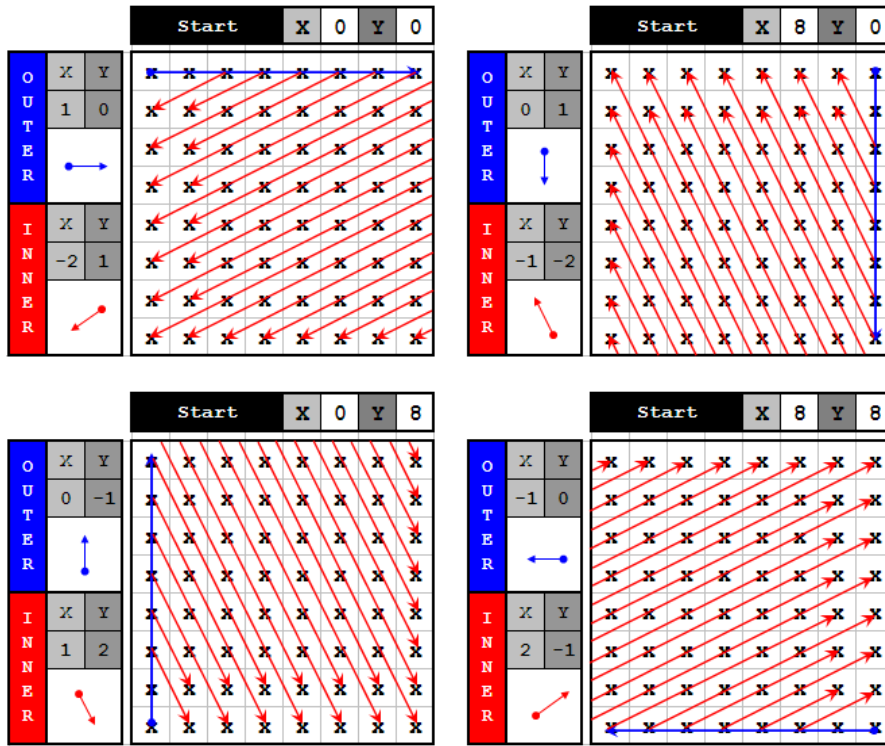 Start X 0 Y 0
OUTER
X Y
1 0
INNER
X Y
-2 1
x x x x x x x x
x x x x x x x x
x x x x x x x x
x x x x x x x x
x x x x x x x x
x x x x x x x x
x x x x x x x x
x x x x x x x x
Start X 8 Y 0
OUTER
X Y
0 1
INNER
X Y
-1 -2
x x x x x x x x
x x x x x x x x
x x x x x x x x
x x x x x x x x
x x x x x x x x
x x x x x x x x
x x x x x x x x
x x x x x x x x
Start X 0 Y 8
OUTER
X Y
0 -1
INNER
X Y
1 2
x x x x x x x x
x x x x x x x x
x x x x x x x x
x x x x x x x x
x x x x x x x x
x x x x x x x x
x x x x x x x x
x x x x x x x x
Start X 8 Y 8
OUTER
X Y
-1 0
INNER
X Y
2 -1
x x x x x x x x
x x x x x x x x
x x x x x x x x
x x x x x x x x
x x x x x x x x
x x x x x x x x
x x x x x x x x
x x x x x x x x